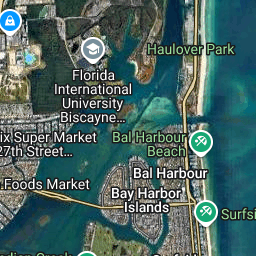 Haulover Park
Florida
International
University
Biscayne...
ix Super Market
27th Street...
Bal Harbour
Beach
Bal Harbour
Foods Market
Bay Harbor
Islands
Surfsi